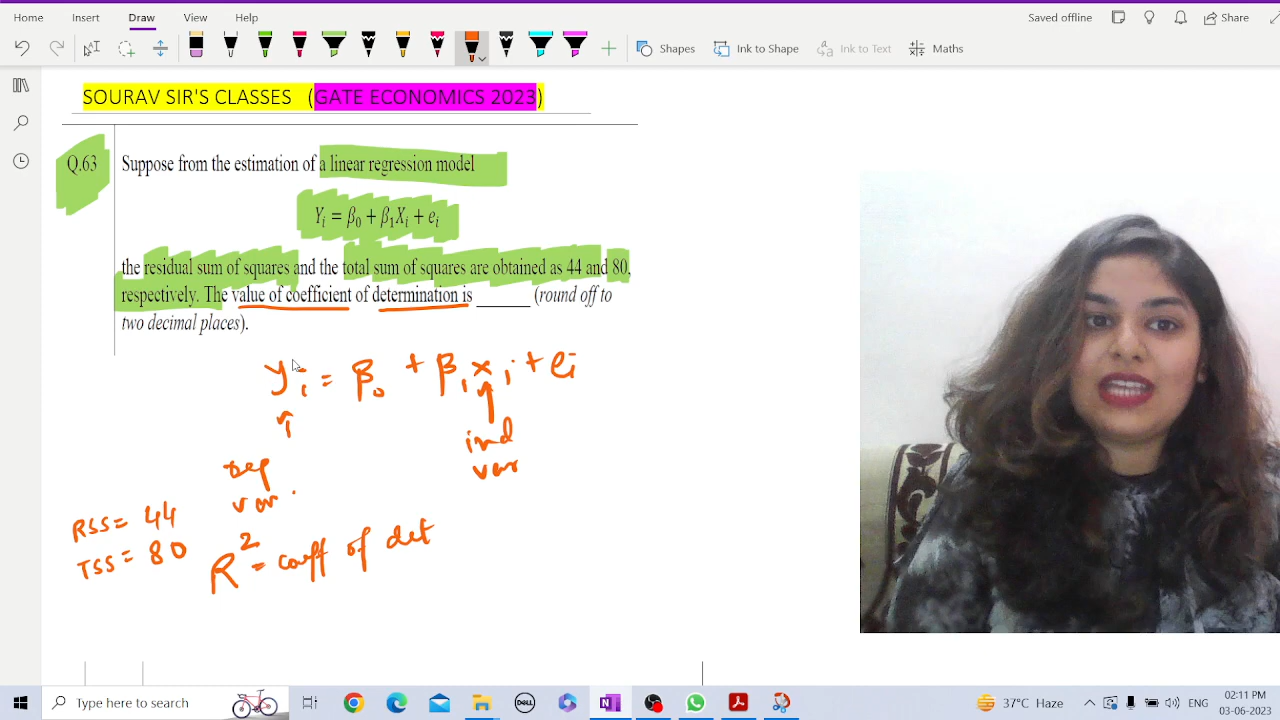 Home Insert Draw View Help Saved offline Share
Shapes Ink to Shape Ink to Text Maths
SOURAV SIR'S CLASSES (GATE ECONOMICS 2023)
Q.63 Suppose from the estimation of a linear regression model
Yᵢ = β₀ + β₁Xᵢ + eᵢ
the residual sum of squares and the total sum of squares are obtained as 44 and 80,
respectively. The value of coefficient of determination is ______ (round off to
two decimal places).
yᵢ = β₀ + β₁xᵢ + eᵢ
ind
var
dep
var
RSS = 44
TSS = 80
R² = coeff of det
Type here to search
DELL
37°C Haze
ENG
02:11 PM
03-06-2023